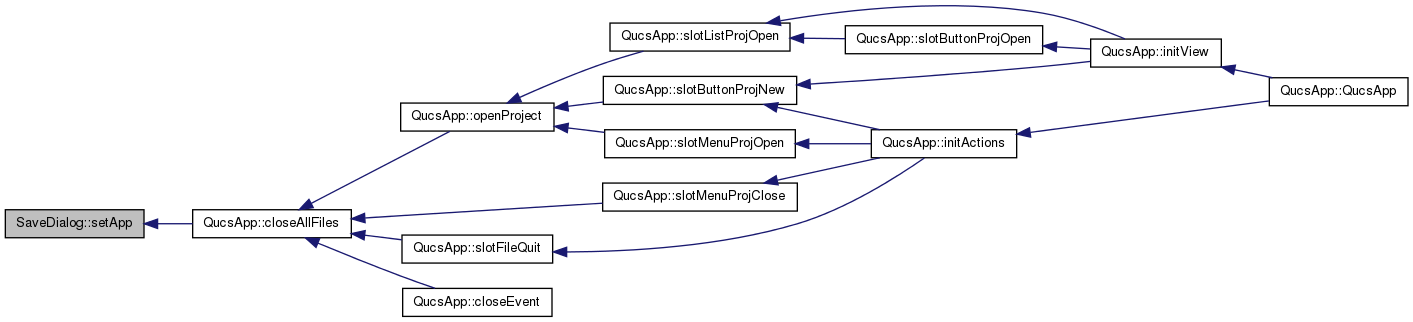 QucsApp::slotListProjOpen
QucsApp::slotButtonProjOpen
QucsApp::initView
QucsApp::slotButtonProjNew
QucsApp::QucsApp
QucsApp::openProject
QucsApp::slotMenuProjOpen
QucsApp::initActions
QucsApp::slotMenuProjClose
SaveDialog::setApp
QucsApp::closeAllFiles
QucsApp::slotFileQuit
QucsApp::closeEvent